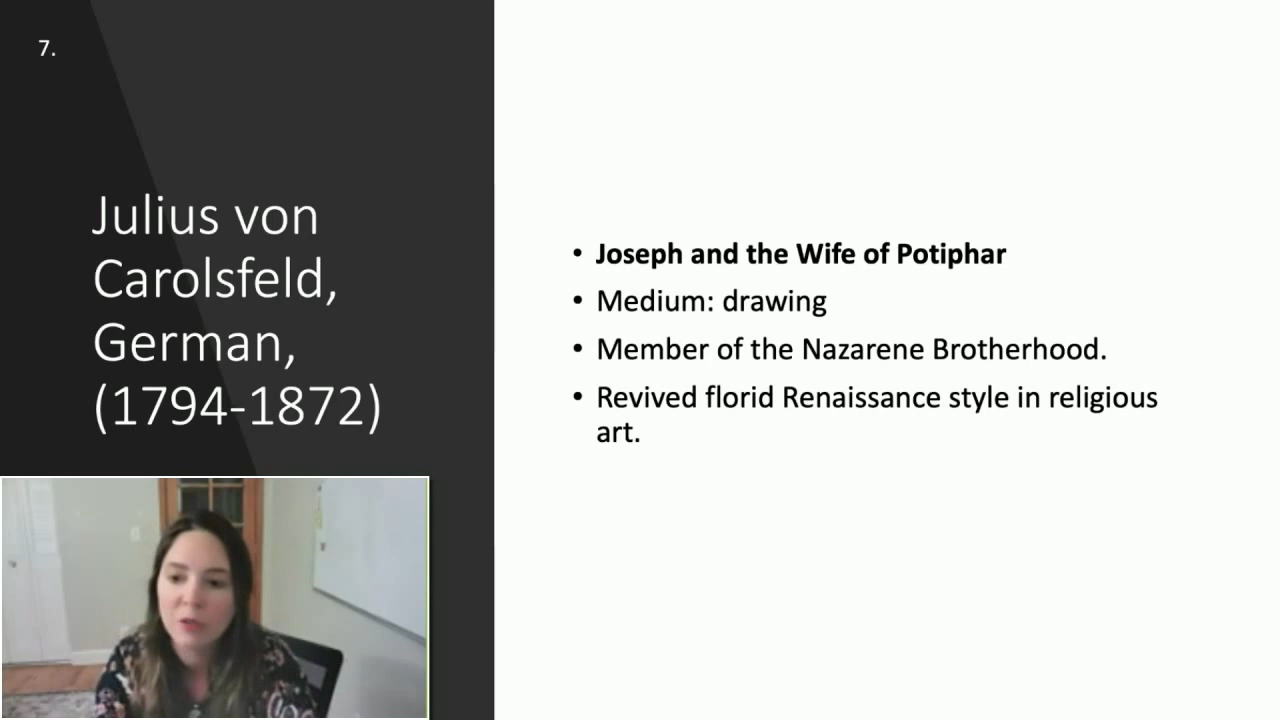 7.
Julius von
Carolsfeld,
German,
(1794-1872)
• Joseph and the Wife of Potiphar
• Medium: drawing
• Member of the Nazarene Brotherhood.
• Revived florid Renaissance style in religious
art.